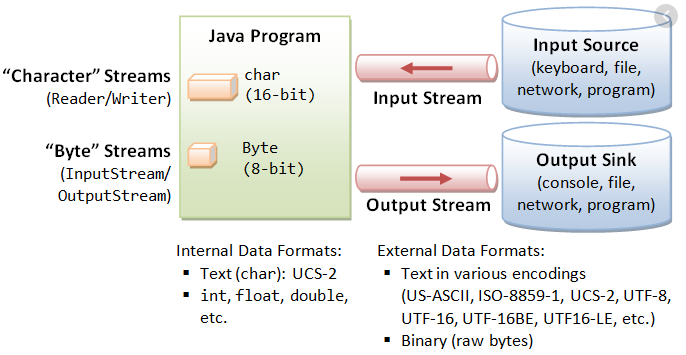 Java Program
"Character" Streams
(Reader/Writer)
char
(16-bit)
"Byte" Streams
(InputStream/
OutputStream)
Byte
(8-bit)
Input Stream
Output Stream
Input Source
(keyboard, file,
network, program)
Output Sink
(console, file,
network, program)
Internal Data Formats:
▪ Text (char): UCS-2
▪ int, float, double,
etc.
External Data Formats:
▪ Text in various encodings
(US-ASCII, ISO-8859-1, UCS-2, UTF-8,
UTF-16, UTF-16BE, UTF16-LE, etc.)
▪ Binary (raw bytes)